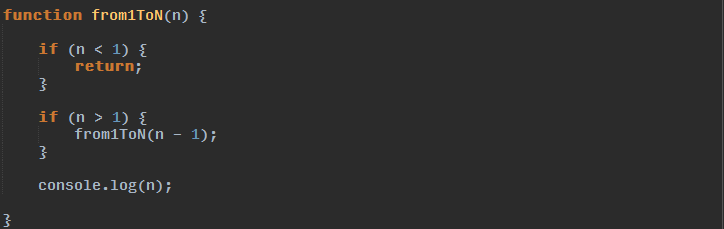 function from1ToN(n) {
if (n < 1) {
return;
}
if (n > 1) {
from1ToN(n - 1);
}
console.log(n);
}